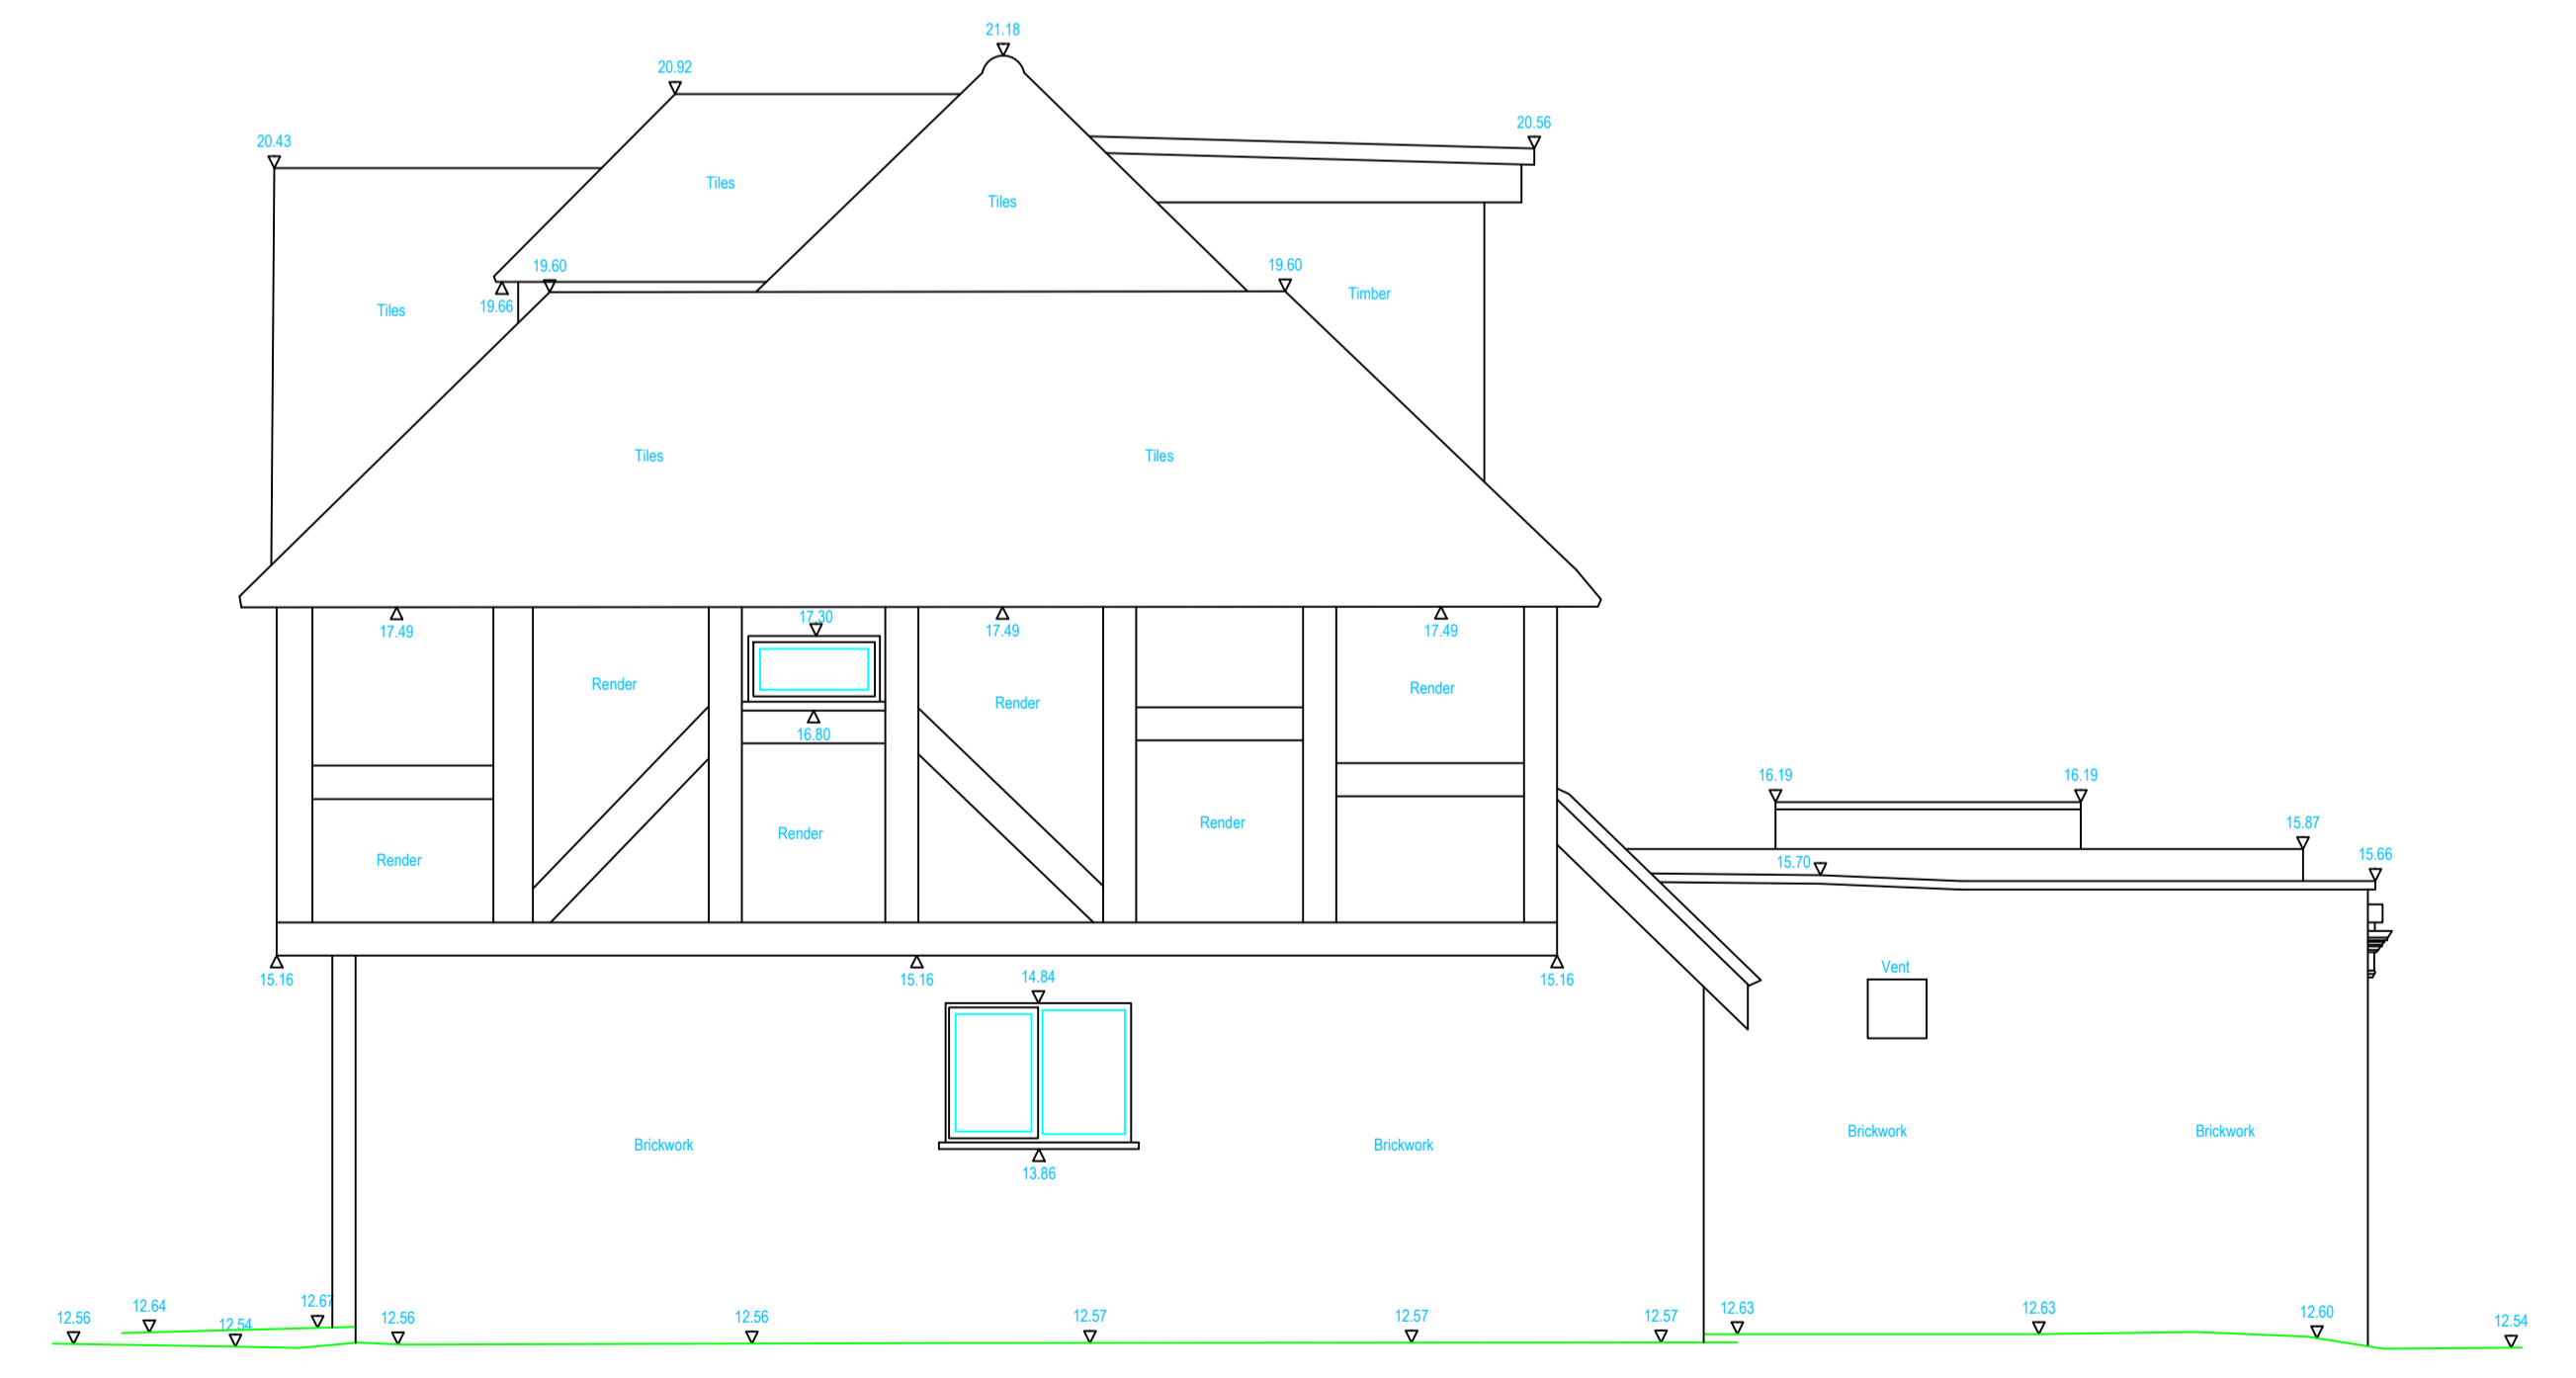 21.18
20.92
20.56
20.43
Tiles
Tiles
19.60
19.60
Timber
19.66
Tiles
Tiles
Tiles
17.30
17.49
17.49
17.49
Render
Render
Render
16.80
16.19
16.19
Render
Render
15.87
Render
15.70
15.66
Vent
15.16
15.16
14.84
15.16
Brickwork
Brickwork
Brickwork
Brickwork
13.86
12.56
12.64
12.54
12.67
12.56
12.56
12.57
12.57
12.57
12.63
12.63
12.60
12.54